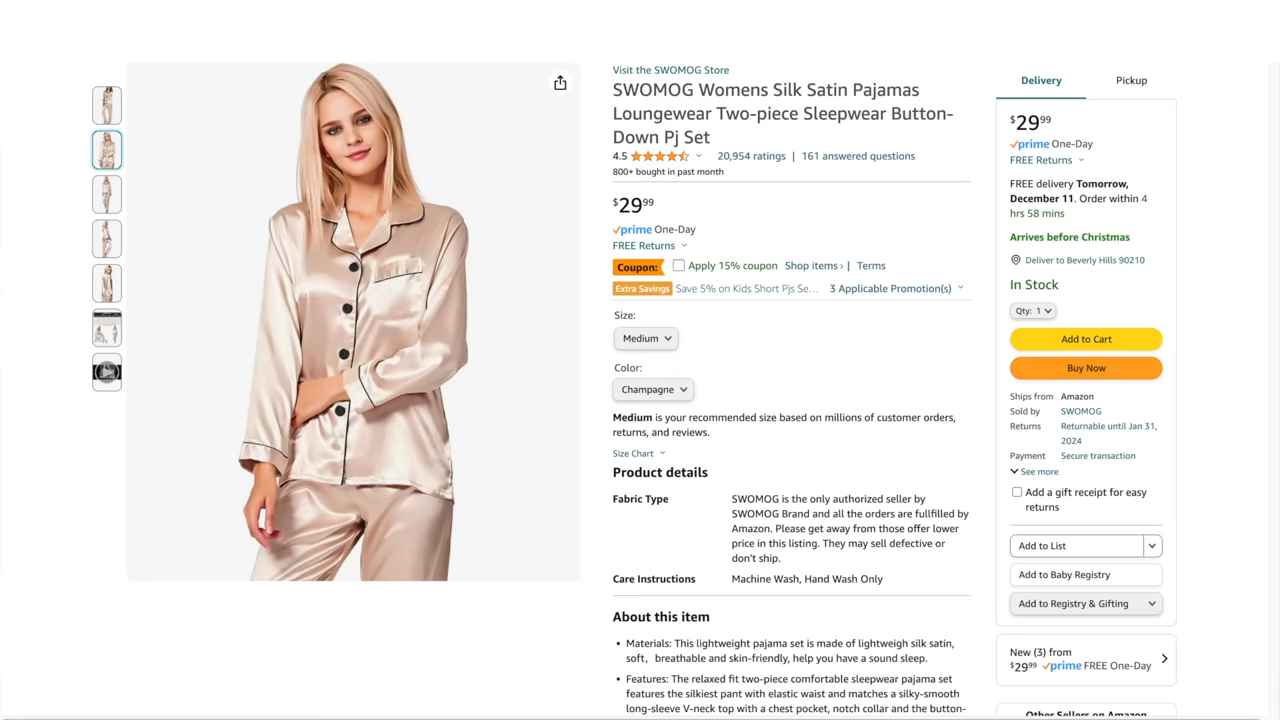 Visit the SWOMOG Store
SWOMOG Womens Silk Satin Pajamas
Loungewear Two-piece Sleepwear Button-
Down Pj Set
4.5 20,954 ratings | 161 answered questions
800+ bought in past month
$29 99
prime One-Day
FREE Returns
Coupon: Apply 15% coupon Shop items › | Terms
Extra Savings Save 5% on Kids Short Pjs Se... 3 Applicable Promotion(s)
Size:
Medium
Color:
Champagne
Medium is your recommended size based on millions of customer orders,
returns, and reviews.
Size Chart
Product details
Fabric Type SWOMOG is the only authorized seller by
SWOMOG Brand and all the orders are fullfilled by
Amazon. Please get away from those offer lower
price in this listing. They may sell defective or
don't ship.
Care Instructions Machine Wash, Hand Wash Only
About this item
• Materials: This lightweight pajama set is made of lightweigh silk satin,
soft，breathable and skin-friendly, help you have a sound sleep.
• Features: The relaxed fit two-piece comfortable sleepwear pajama set
features the silkiest pant with elastic waist and matches a silky-smooth
long-sleeve V-neck top with a chest pocket, notch collar and the button-
Delivery Pickup
$29 99
prime One-Day
FREE Returns
FREE delivery Tomorrow,
December 11. Order within 4
hrs 58 mins
Arrives before Christmas
Deliver to Beverly Hills 90210
In Stock
Qty: 1
Add to Cart
Buy Now
Ships from Amazon
Sold by SWOMOG
Returns Returnable until Jan 31,
2024
Payment Secure transaction
See more
Add a gift receipt for easy
returns
Add to List
Add to Baby Registry
Add to Registry & Gifting
New (3) from
$29 99 prime FREE One-Day
Other Sellers on Amazon